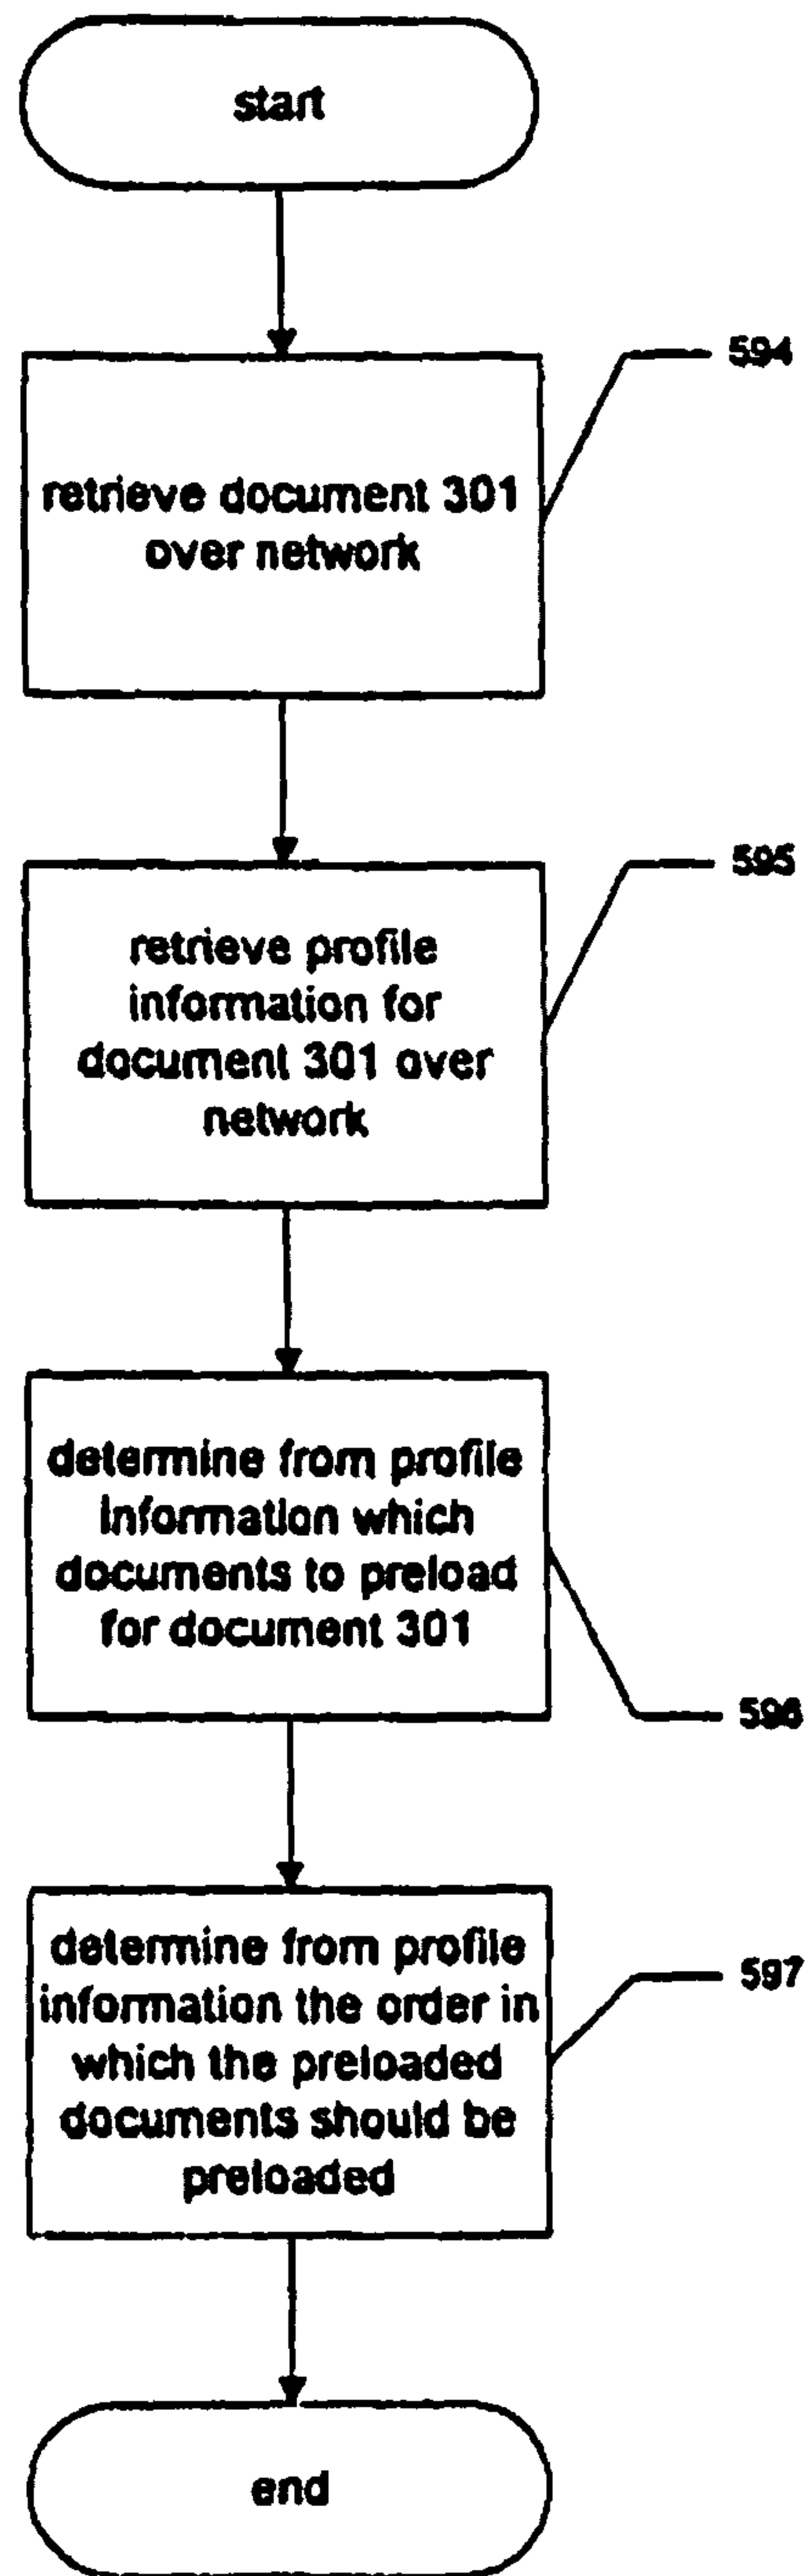 start
594
retrieve document 301
over network
595
retrieve profile
information for
document 301 over
network
determine from profile
information which
documents to preload
for document 301
596
determine from profile
information the order in
which the preloaded
documents should be
preloaded
597
end